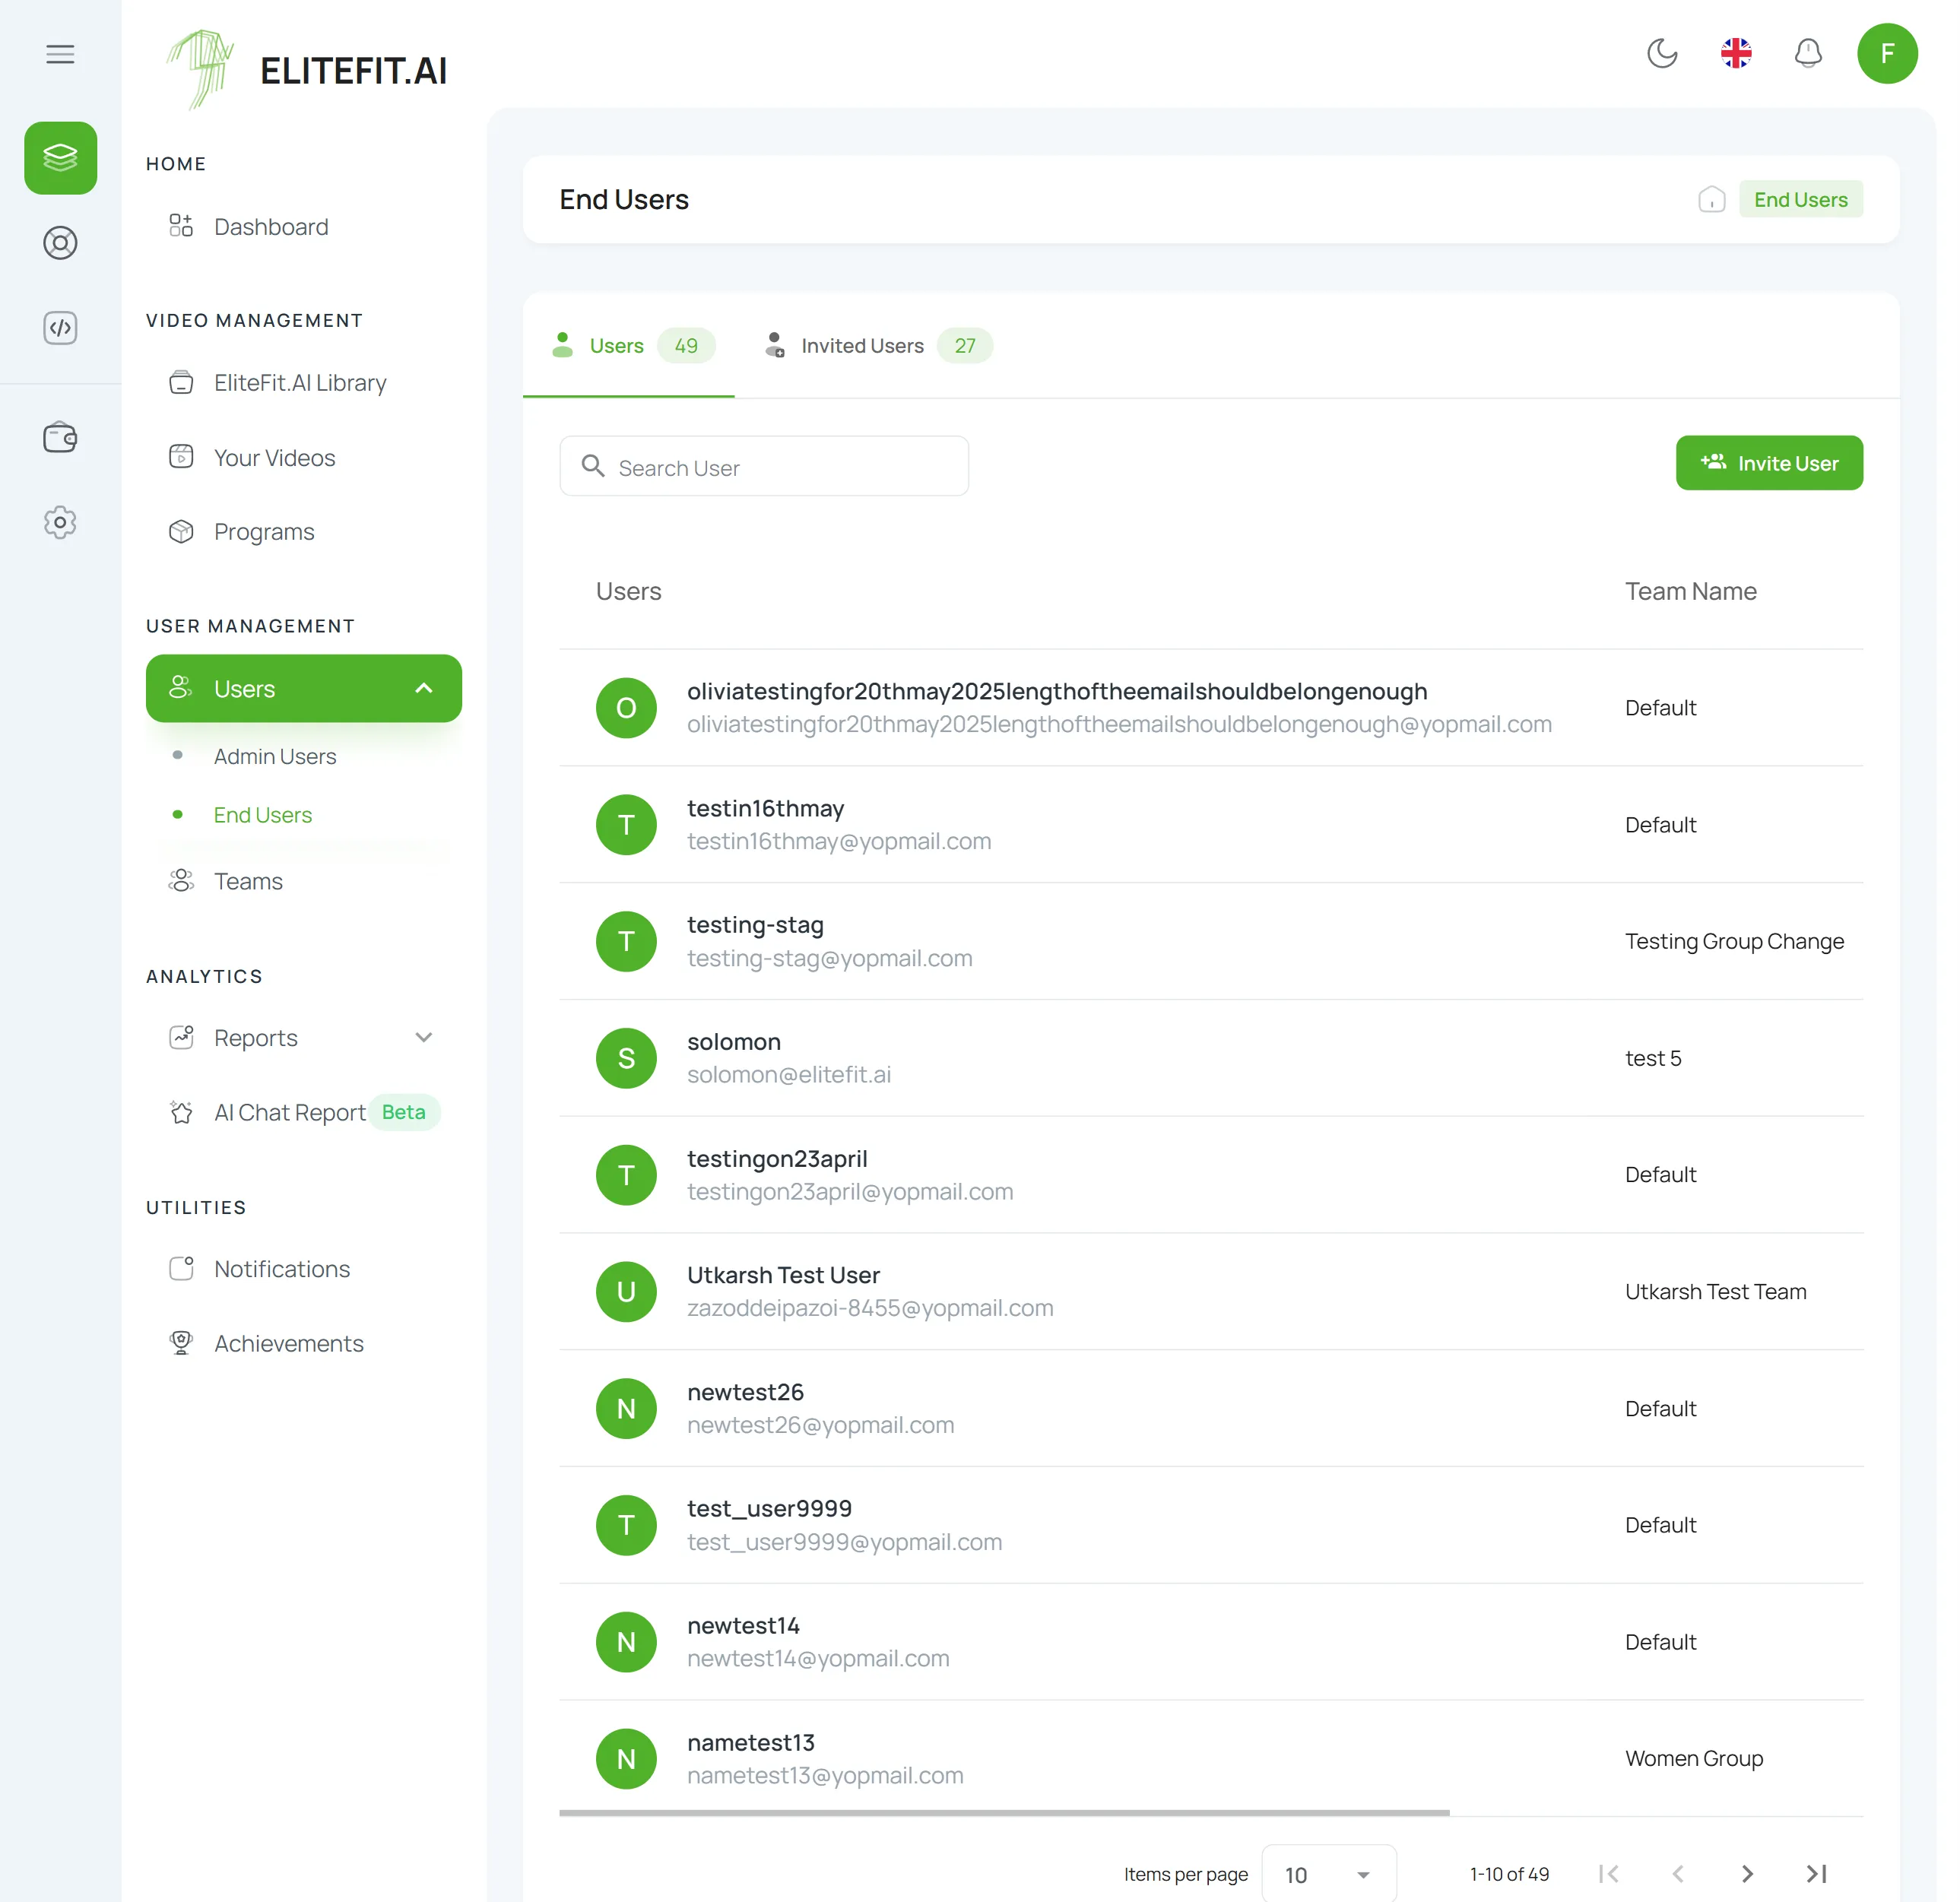 ELITEFIT.AI
F
HOME
Dashboard
VIDEO MANAGEMENT
EliteFit.AI Library
Your Videos
Programs
USER MANAGEMENT
Users
Admin Users
End Users
Teams
ANALYTICS
Reports
AI Chat Report Beta
UTILITIES
Notifications
Achievements
End Users
End Users
Users 49
Invited Users 27
Search User
Invite User
Users Team Name
O
oliviatestingfor20thmay2025lengthoftheemailshouldbelongenough
oliviatestingfor20thmay2025lengthoftheemailshouldbelongenough@yopmail.com
Default
T
testin16thmay
testin16thmay@yopmail.com
Default
T
testing-stag
testing-stag@yopmail.com
Testing Group Change
S
solomon
solomon@elitefit.ai
test 5
T
testingon23april
testingon23april@yopmail.com
Default
U
Utkarsh Test User
zazoddeipazoi-8455@yopmail.com
Utkarsh Test Team
N
newtest26
newtest26@yopmail.com
Default
T
test_user9999
test_user9999@yopmail.com
Default
N
newtest14
newtest14@yopmail.com
Default
N
nametest13
nametest13@yopmail.com
Women Group
Items per page 10 1-10 of 49